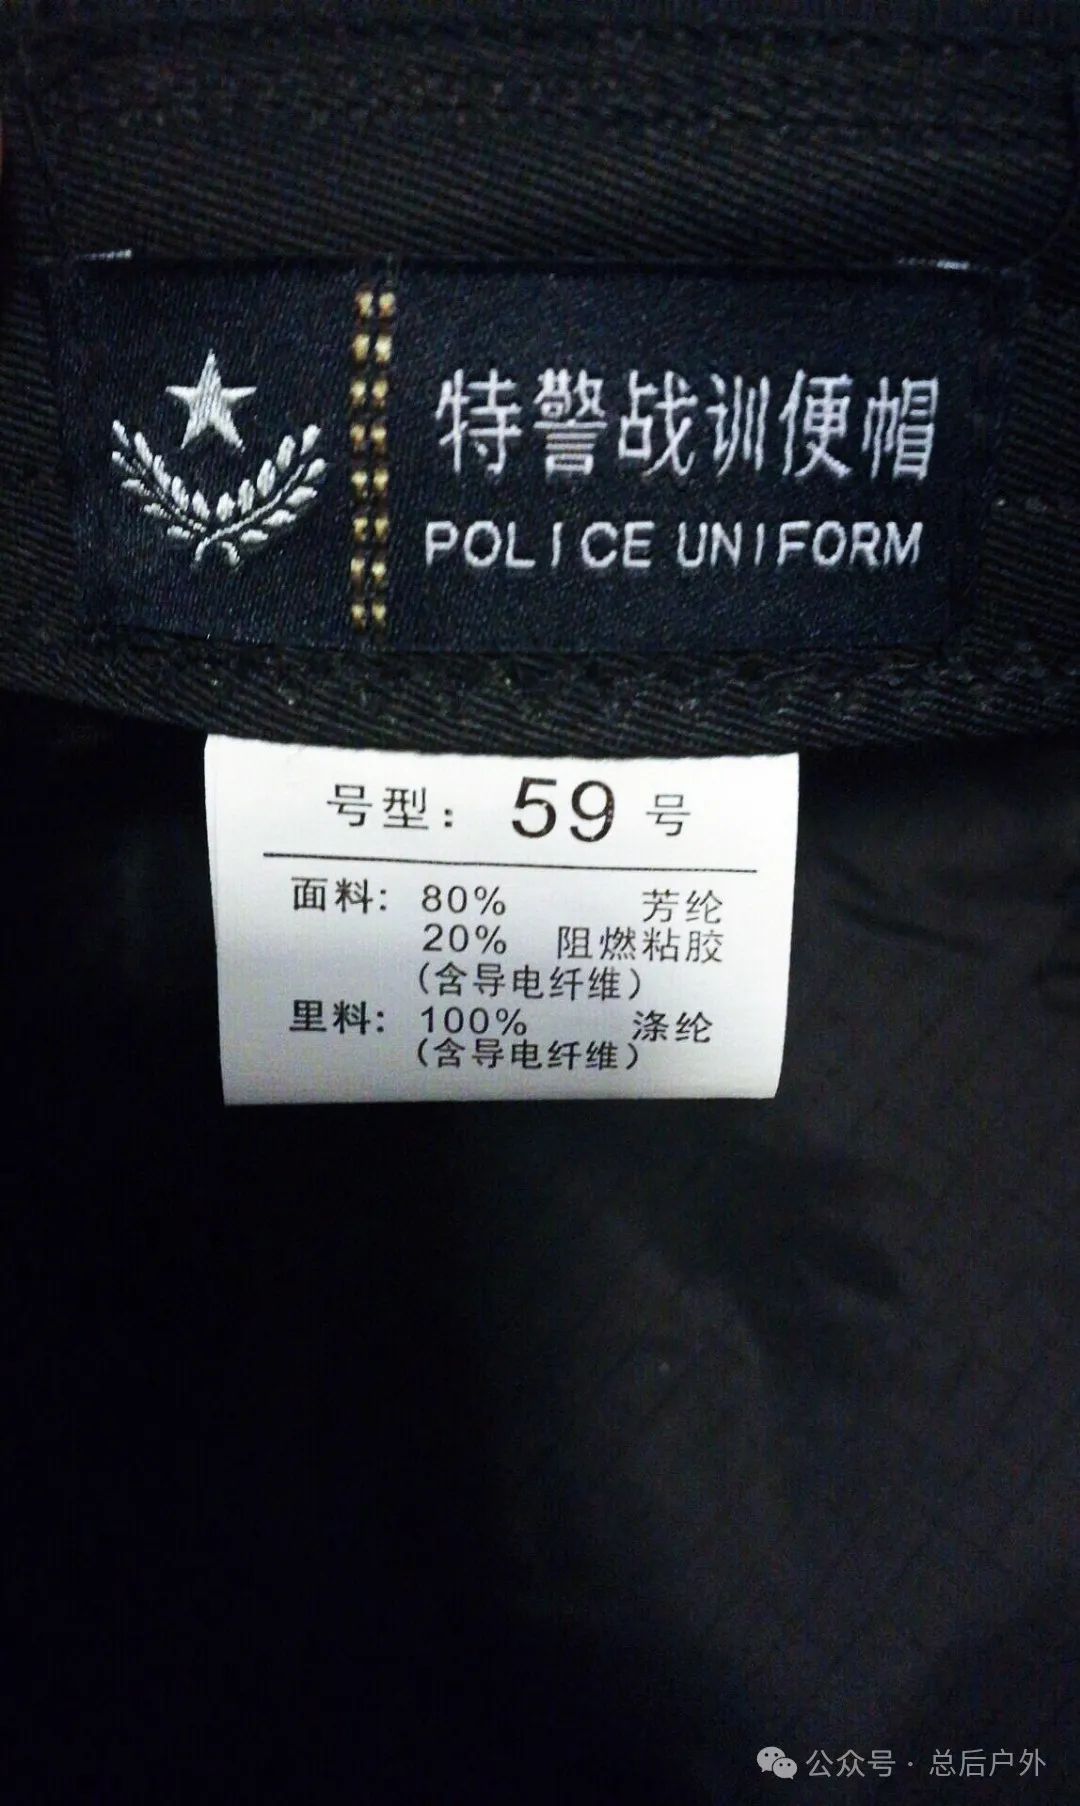 特警战训便帽
POLICE UNIFORM
号型：59号
面料：80% 芳纶
20% 阻燃粘胶
(含导电纤维)
里料：100% 涤纶
(含导电纤维)
公众号·总后户外